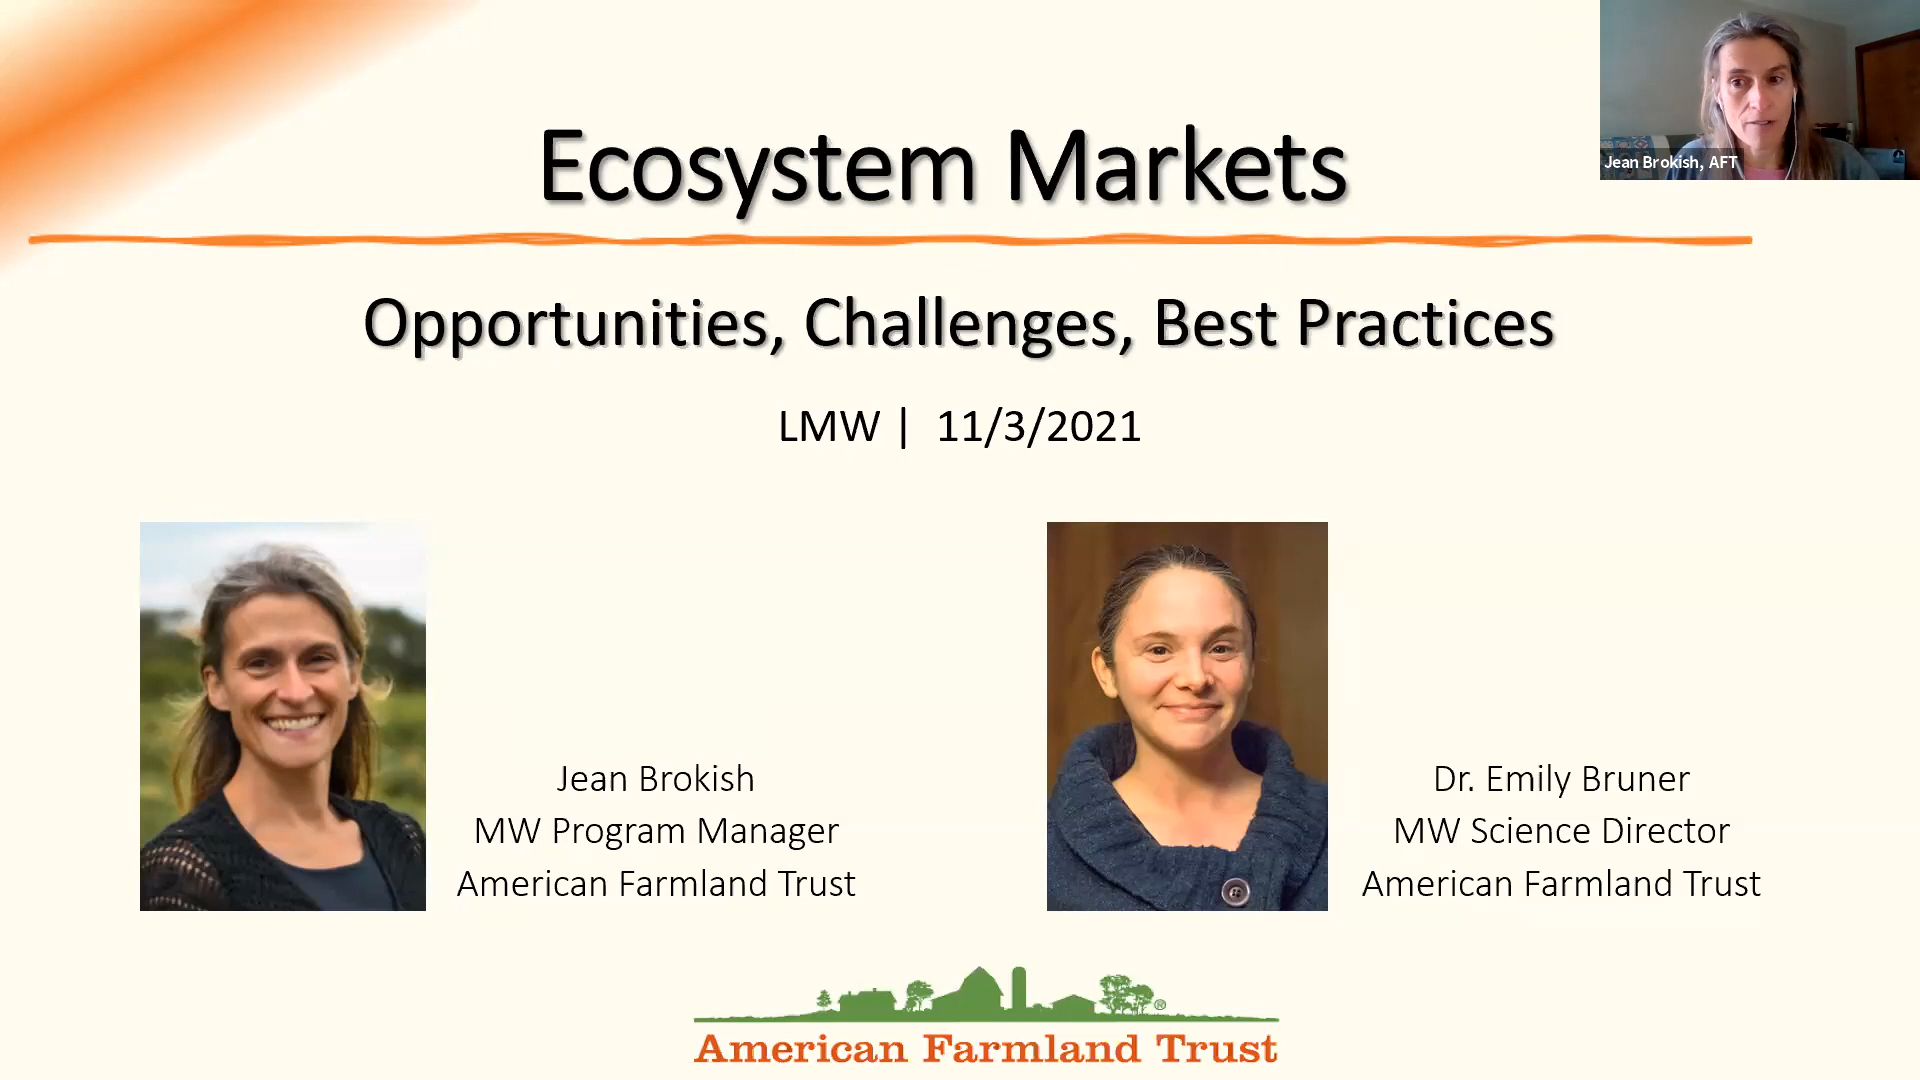 Ecosystem Markets
Jean Brokish, AFT
Opportunities, Challenges, Best Practices
LMW | 11/3/2021
Jean Brokish
MW Program Manager
American Farmland Trust
Dr. Emily Bruner
MW Science Director
American Farmland Trust
®
American Farmland Trust